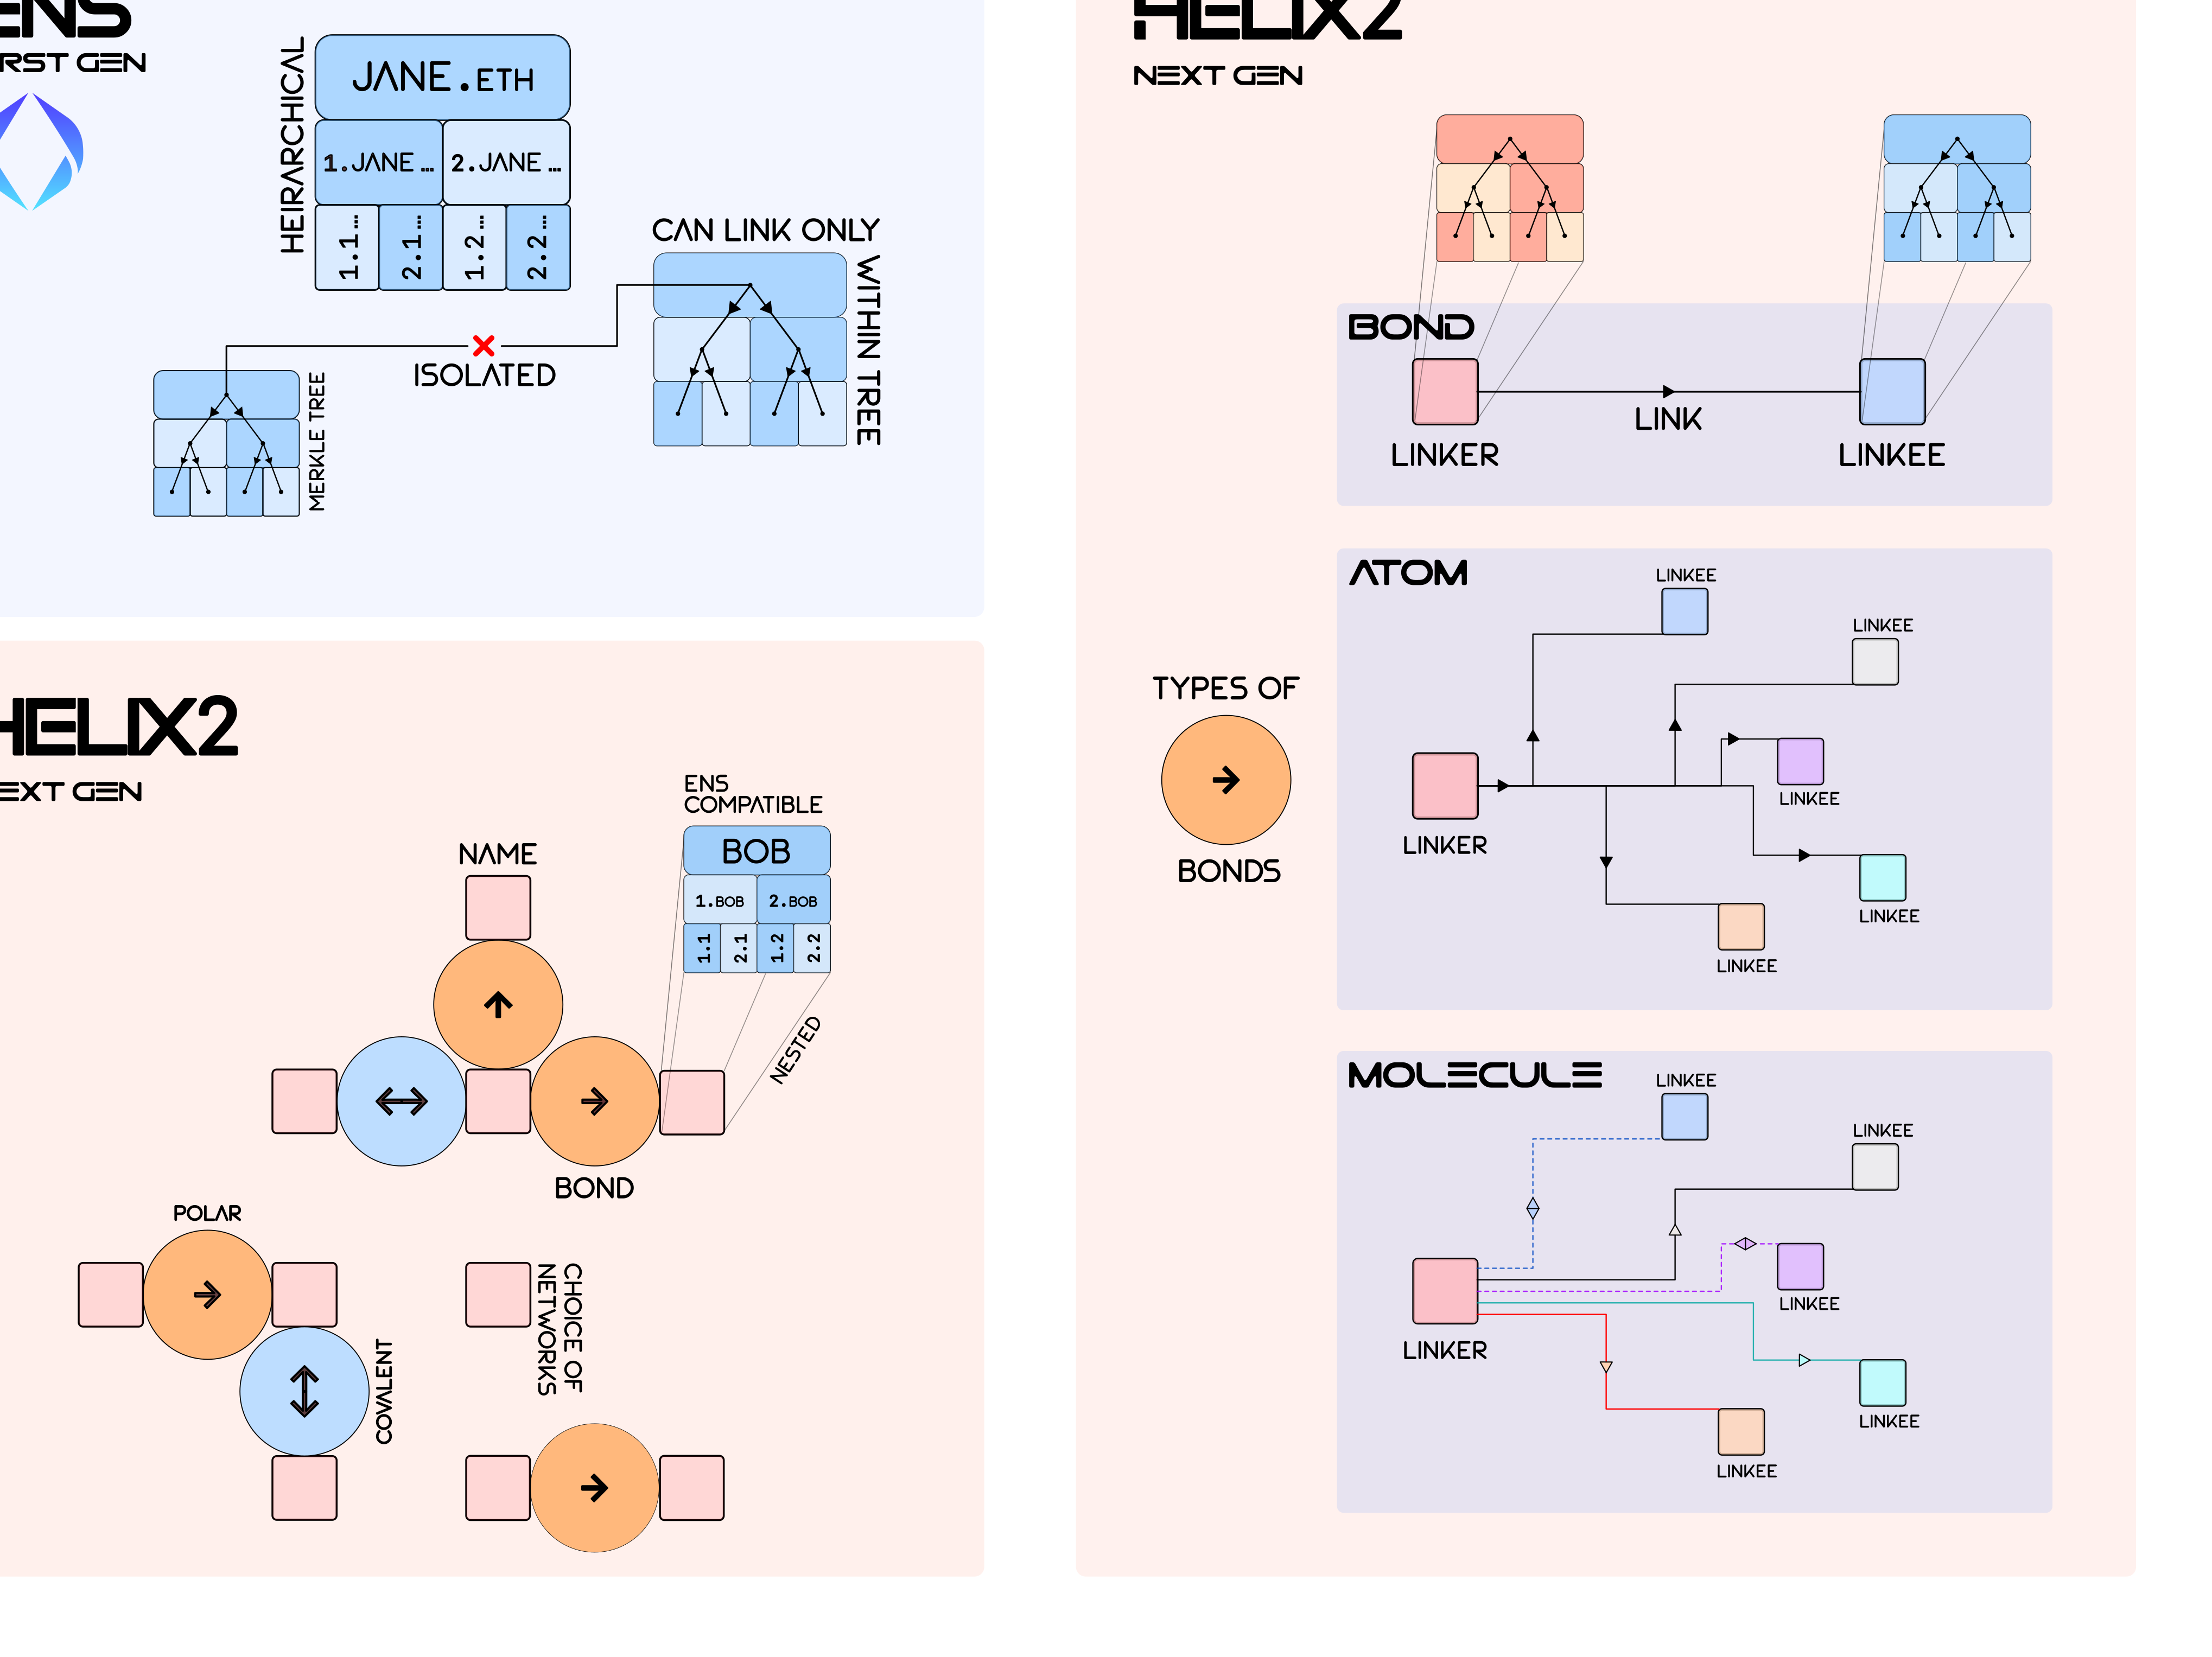 ENS
RST GEN
HEIRARCHICAL
JANE.ETH
1.JANE...
2.JANE...
1.1...
2.1...
1.2...
2.2...
CAN LINK ONLY
WITHIN TREE
ISOLATED
MERKLE TREE
HELIX2
EXT GEN
NAME
ENS
COMPATIBLE
BOB
1.BOB
2.BOB
1.1
2.1
1.2
2.2
NESTED
BOND
POLAR
COVALENT
CHOICE OF
NETWORKS
HELIX2
NEXT GEN
BOND
LINK
LINKER
LINKEE
TYPES OF
BONDS
ATOM
LINKEE
LINKEE
LINKEE
LINKER
LINKEE
LINKEE
MOLECULE
LINKEE
LINKEE
LINKEE
LINKER
LINKEE
LINKEE